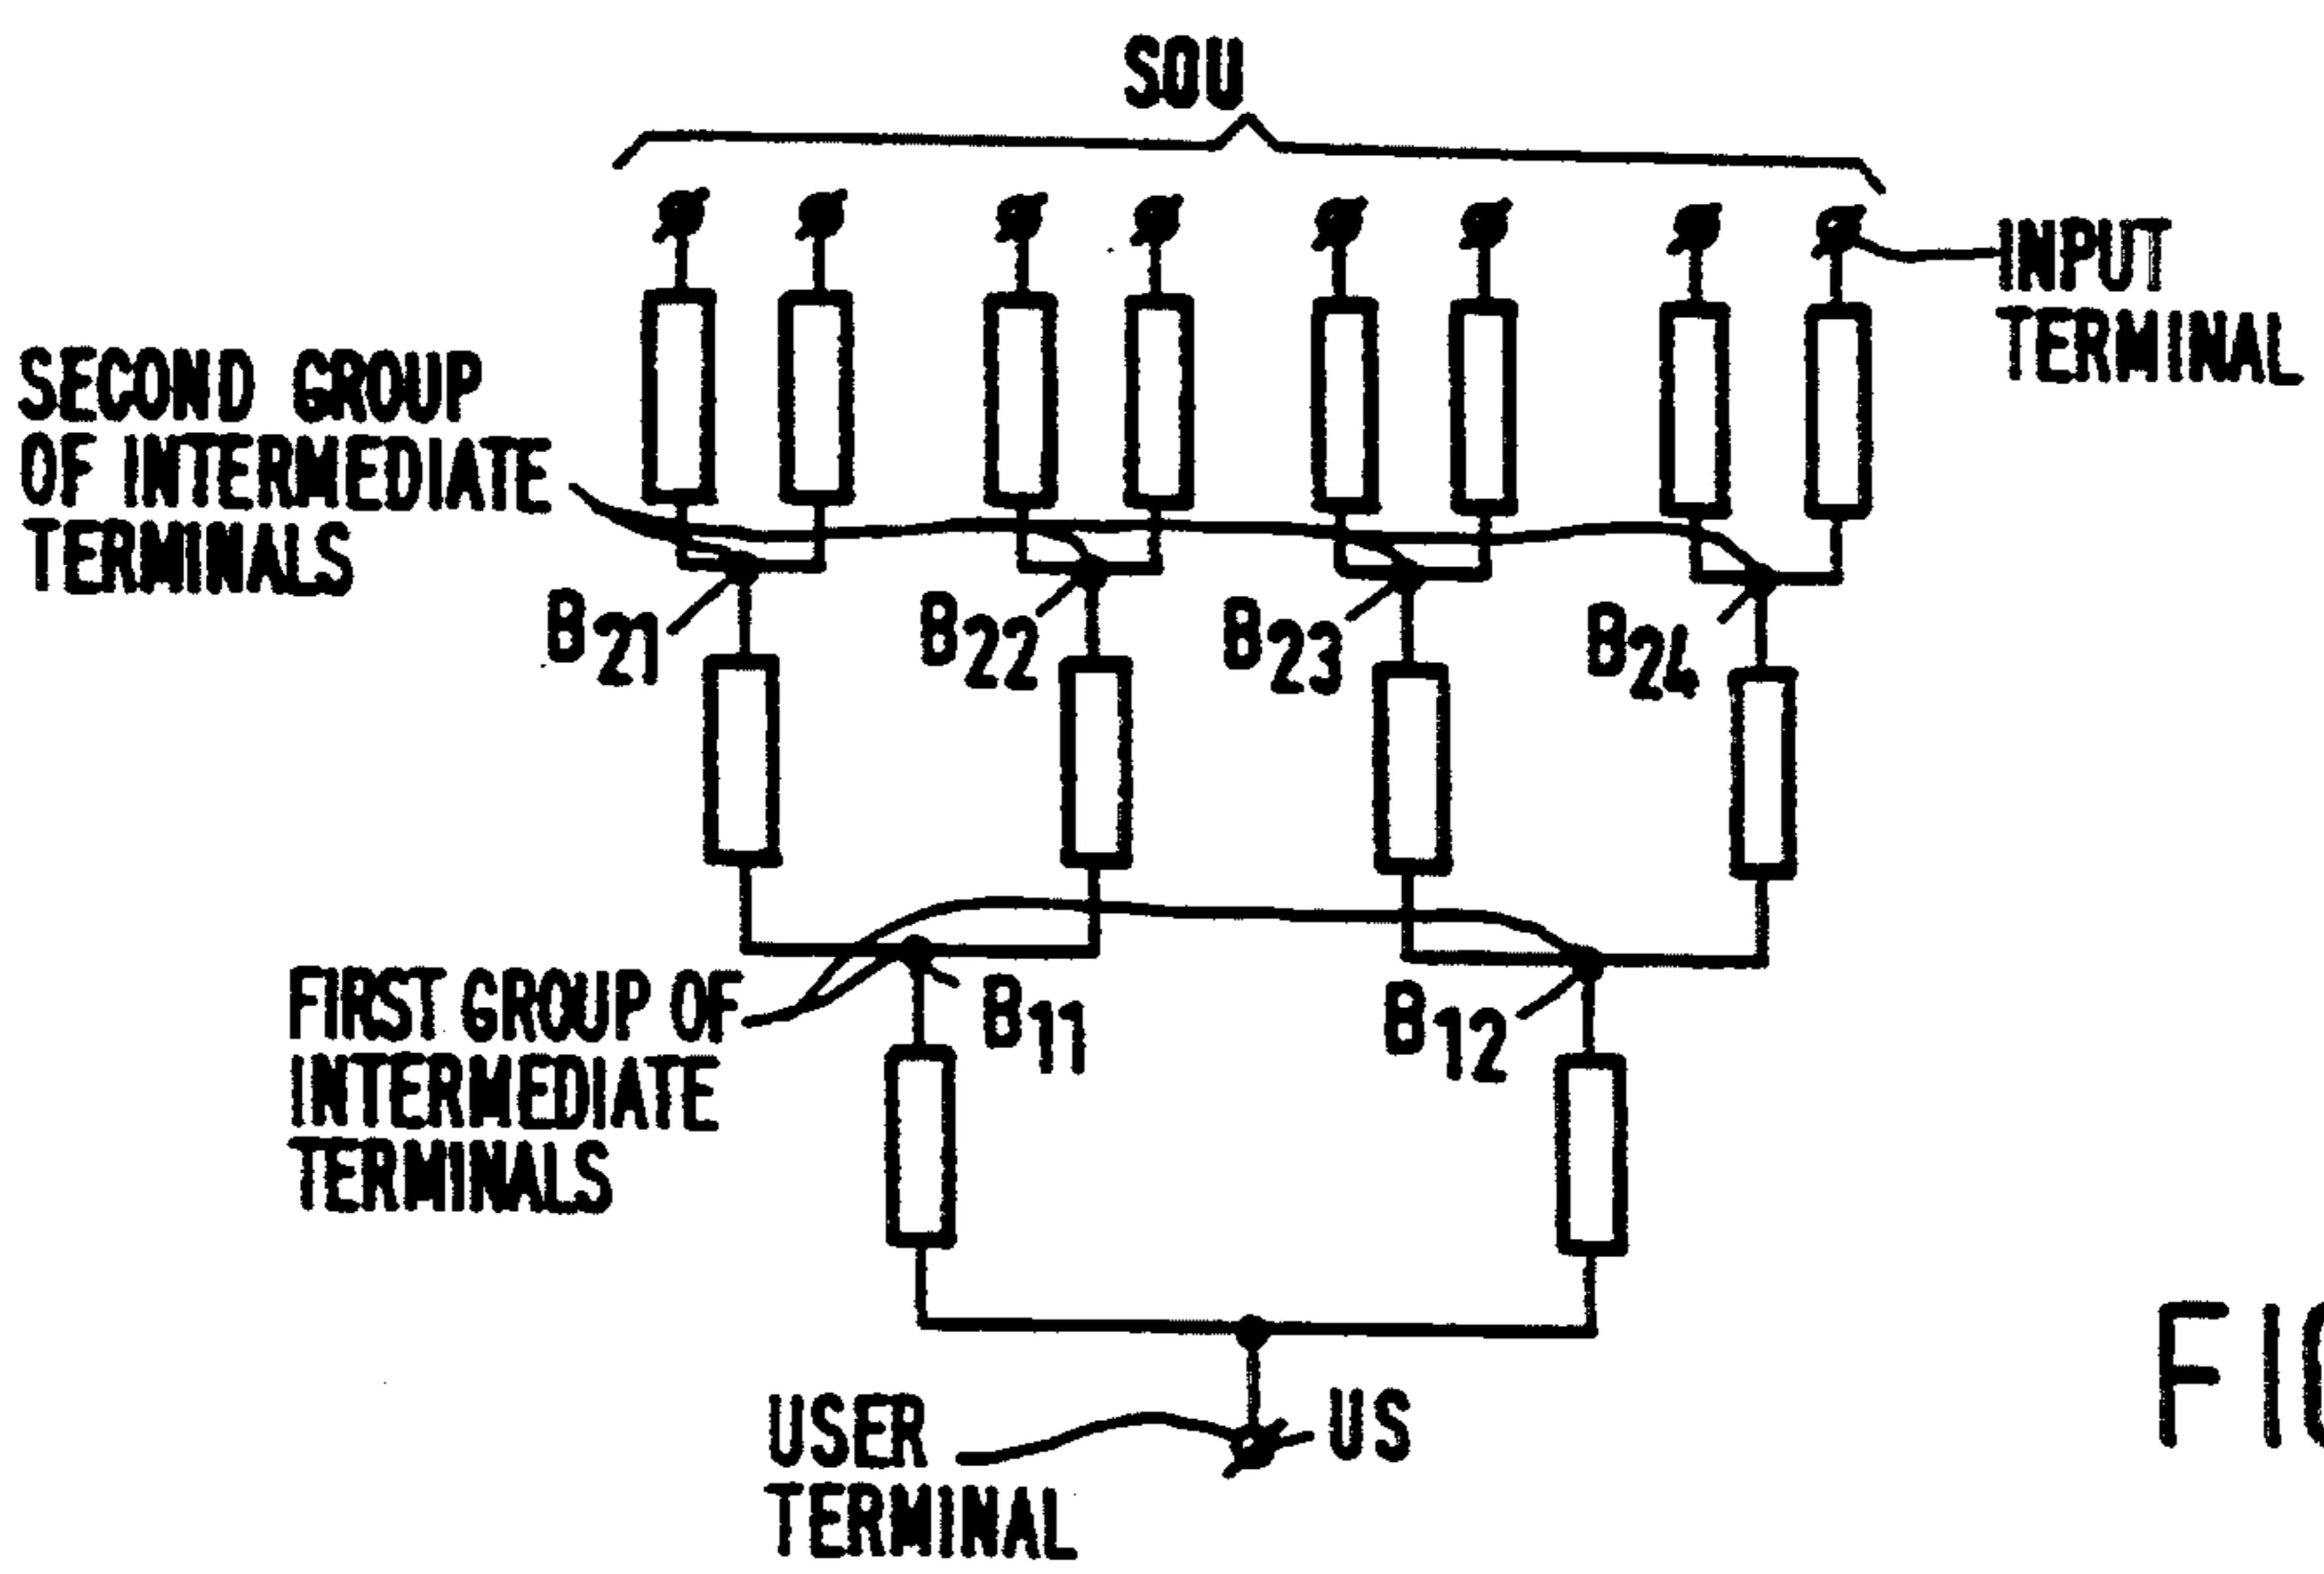 SOU
INPUT
TERMINAL
SECOND GROUP
OF INTERMEDIATE
TERMINALS
B21
B22
B23
B24
FIRST GROUP OF
INTERMEDIATE
TERMINALS
B11
B12
USER
TERMINAL
US